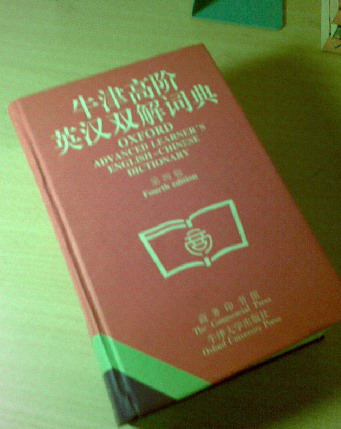 牛津高阶
英汉双解词典
OXFORD
ADVANCED LEARNER'S
ENGLISH-CHINESE
DICTIONARY
第四版
Fourth edition
商务印书馆
The Commercial Press
牛津大学出版社
Oxford University Press